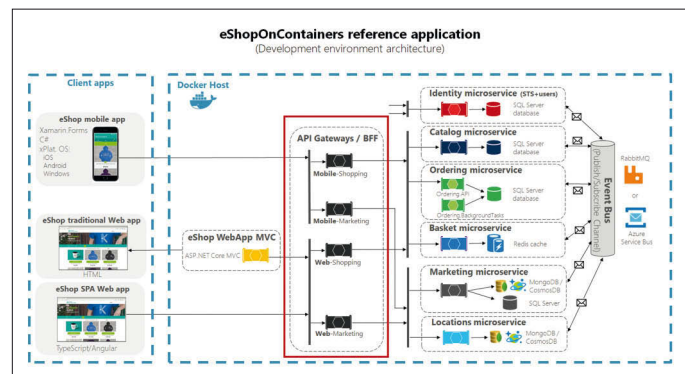 eShopOnContainers reference application
(Development environment architecture)
Client apps
eShop mobile app
Xamarin.Forms
C#
xPlat. OS:
iOS
Android
Windows
eShop traditional Web app
HTML
eShop SPA Web app
TypeScript/Angular
Docker Host
eShop WebApp MVC
ASP.NET Core MVC
API Gateways / BFF
Mobile-Shopping
Mobile-Marketing
Web-Shopping
Web-Marketing
Identity microservice (STS+users)
SQL Server
database
Catalog microservice
SQL Server
database
Ordering microservice
Ordering API
SQL Server
database
Ordering BackgroundTasks
Basket microservice
Redis cache
Marketing microservice
MongoDB /
CosmosDB
SQL Server
Locations microservice
MongoDB /
CosmosDB
Event Bus
(Publish/Subscribe Channel)
RabbitMQ
or
Azure
Service Bus